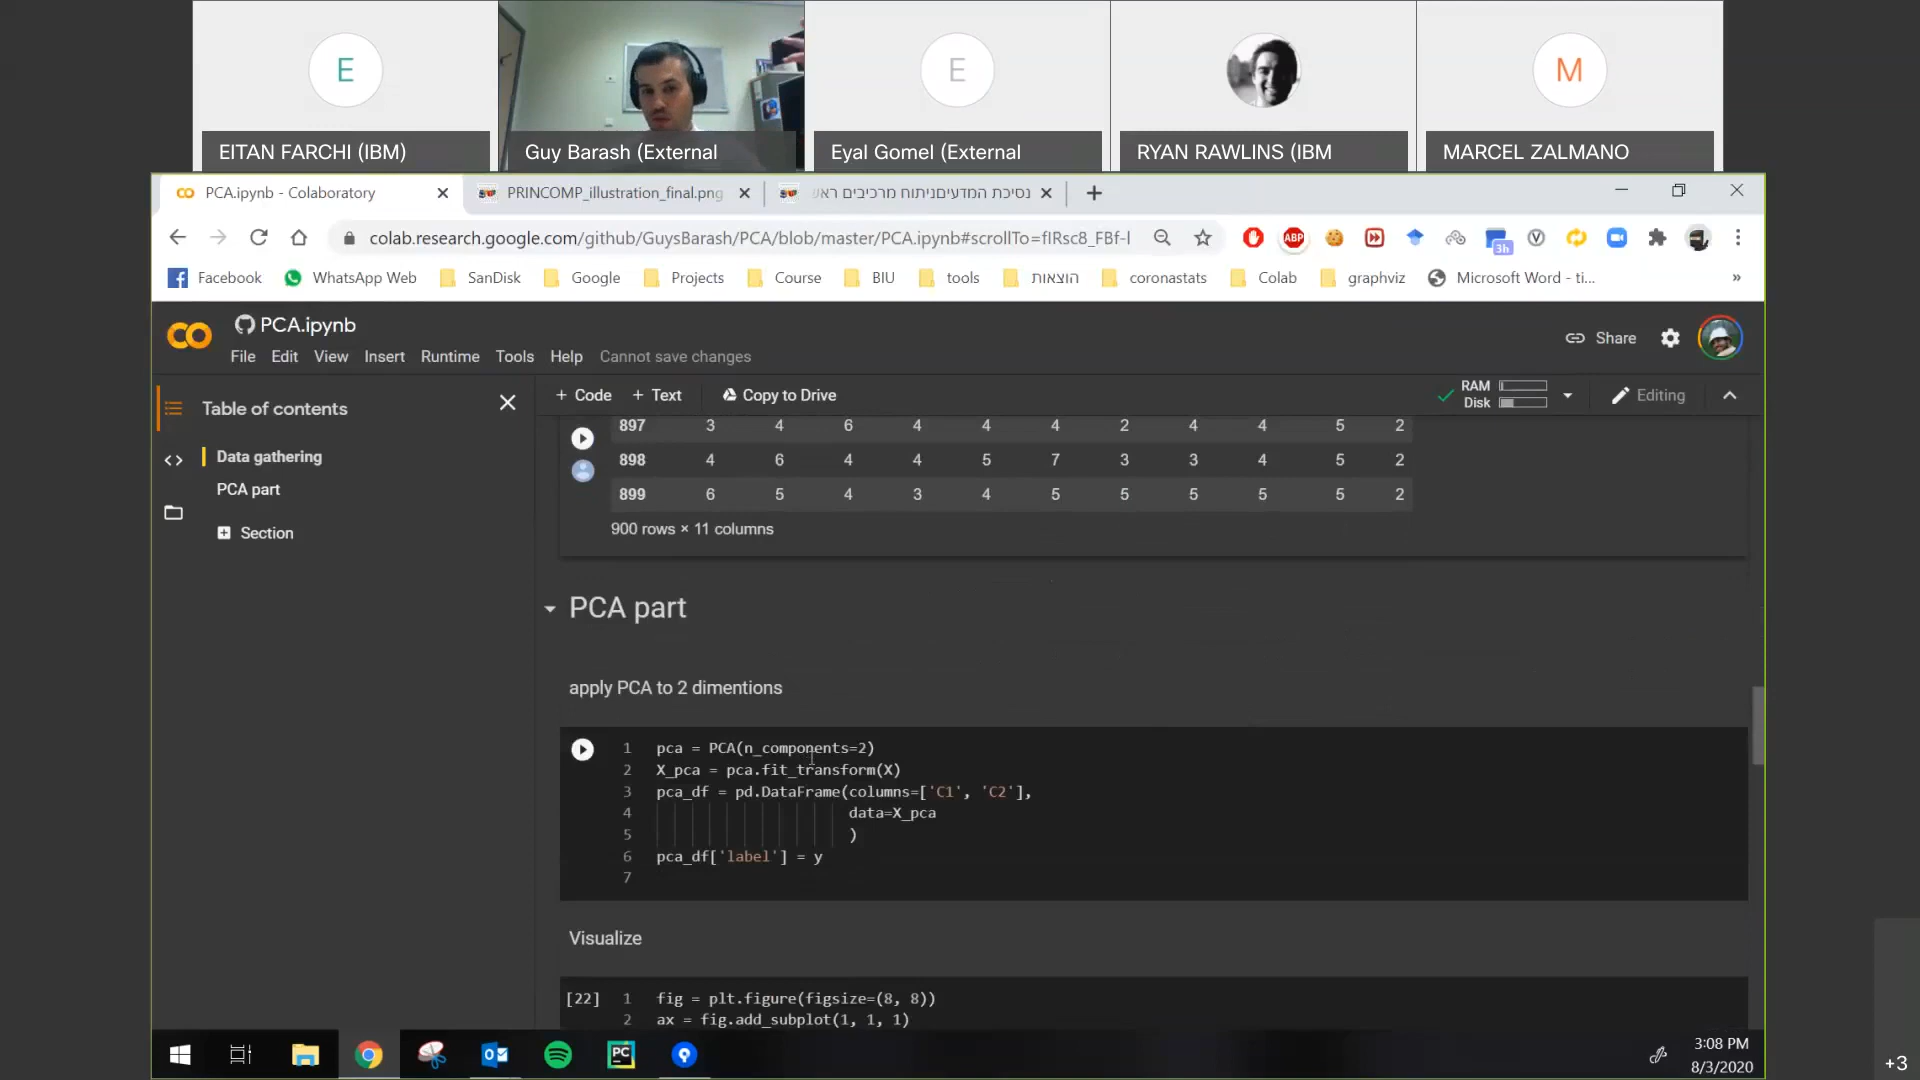 E
E
M
EITAN FARCHI (IBM)
Guy Barash (External
Eyal Gomel (External
RYAN RAWLINS (IBM
MARCEL ZALMANO
PCA.ipynb - Colaboratory
PRINCOMP_illustration_final.png
נסיכת המדעיםניתוח מרכיבים ראש
colab.research.google.com/github/GuysBarash/PCA/blob/master/PCA.ipynb#scrollTo=fIRsc8_FBf-l
ABP
3h
Facebook
WhatsApp Web
SanDisk
Google
Projects
Course
BIU
tools
הוצאות
coronastats
Colab
graphviz
Microsoft Word - ti...
»
PCA.ipynb
Share
File Edit View Insert Runtime Tools Help Cannot save changes
Table of contents
+ Code + Text Copy to Drive
RAM
Disk
Editing
Data gathering
PCA part
Section
897 3 4 6 4 4 4 2 4 4 5 2
898 4 6 4 4 5 7 3 3 4 5 2
899 6 5 4 3 4 5 5 5 5 5 2
900 rows × 11 columns
PCA part
apply PCA to 2 dimentions
1 pca = PCA(n_components=2)
2 X_pca = pca.fit_transform(X)
3 pca_df = pd.DataFrame(columns=['C1', 'C2'],
4 data=X_pca
5 )
6 pca_df['label'] = y
7
Visualize
[22] 1 fig = plt.figure(figsize=(8, 8))
2 ax = fig.add_subplot(1, 1, 1)
PC
3:08 PM
8/3/2020
+3